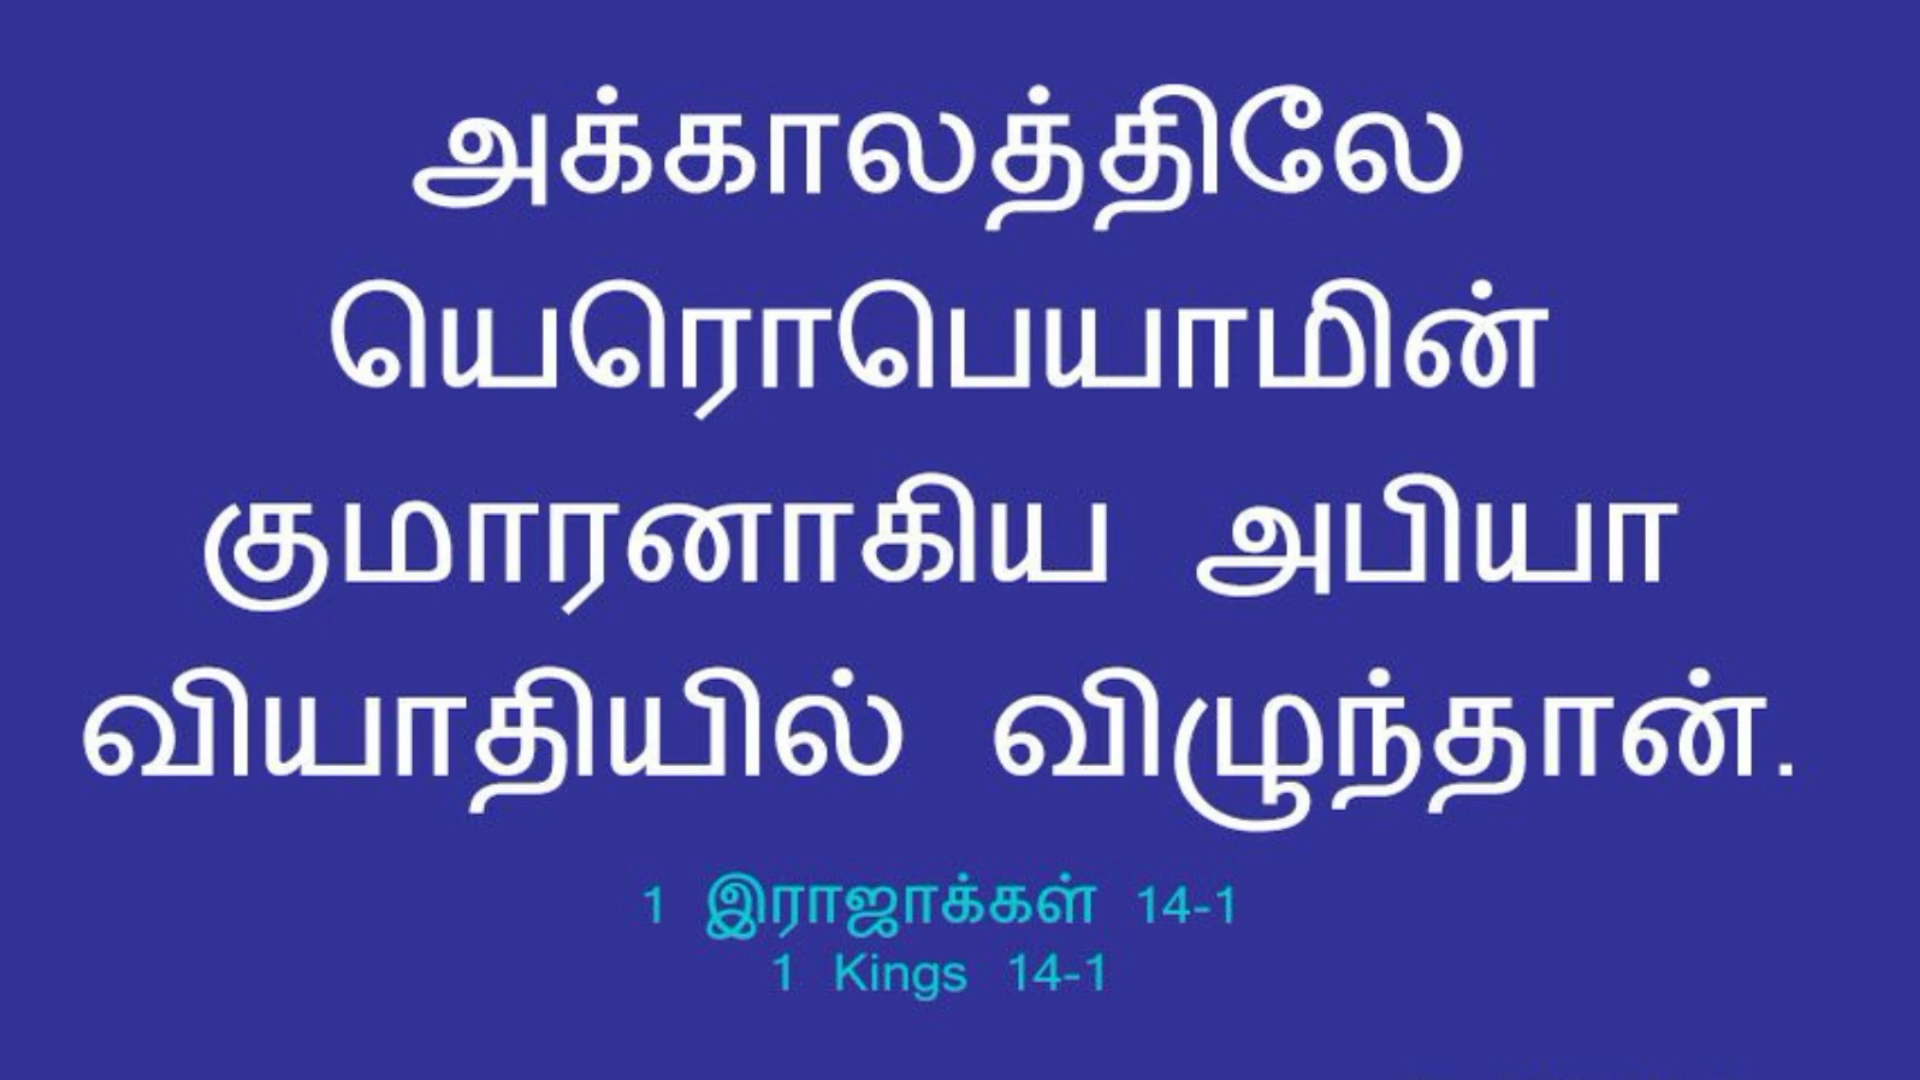 அக்காலத்திலே
யெரொபெயாமின்
குமாரனாகிய அபியா
வியாதியில் விழுந்தான்.
1 இராஜாக்கள் 14-1
1 Kings 14-1